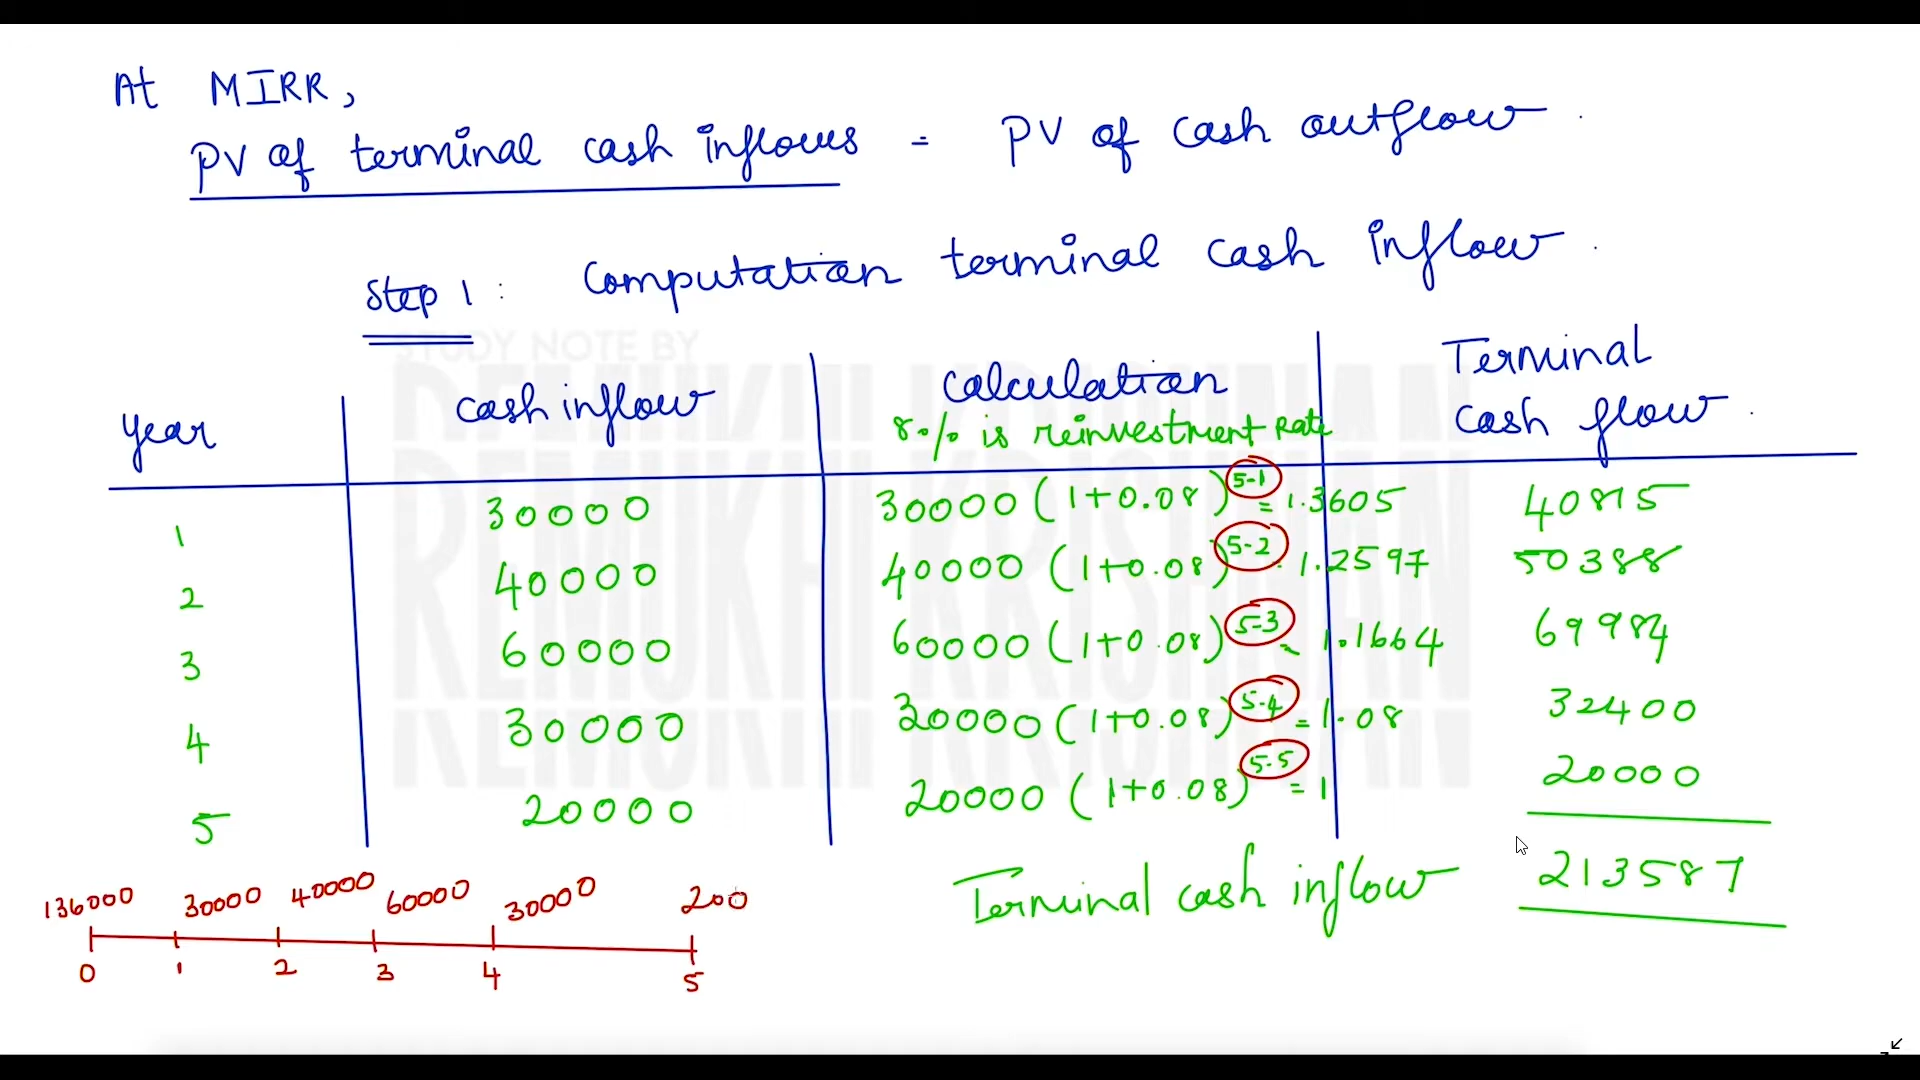 At MIRR,
PV of terminal cash inflows = PV of cash outflow.
Step 1: Computation terminal cash inflow.
STUDY NOTE BY
REMUKHI KRISHNAN
year cash inflow Calculation Terminal cash flow.
8% is reinvestment Rate
1 30000 30000 (1+0.08)^5-1 = 1.3605 40815
2 40000 40000 (1+0.08)^5-2 = 1.2597 50388
3 60000 60000 (1+0.08)^5-3 = 1.1664 69984
4 30000 30000 (1+0.08)^5-4 = 1.08 32400
5 20000 20000 (1+0.08)^5-5 = 1 20000
Terminal cash inflow 213587
136000 30000 40000 60000 30000 200
0 1 2 3 4 5